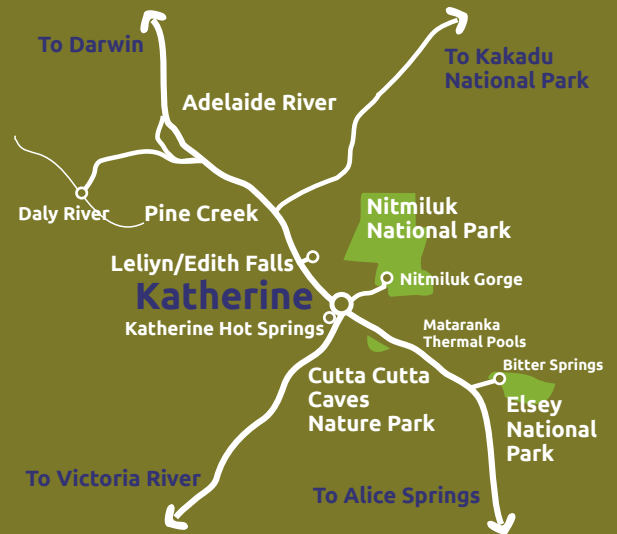 To Darwin
To Kakadu
National Park
Adelaide River
Daly River
Pine Creek
Nitmiluk
National Park
Leliyn/Edith Falls
Nitmiluk Gorge
Katherine
Katherine Hot Springs
Mataranka
Thermal Pools
Bitter Springs
Cutta Cutta
Caves
Nature Park
Elsey
National
Park
To Victoria River
To Alice Springs